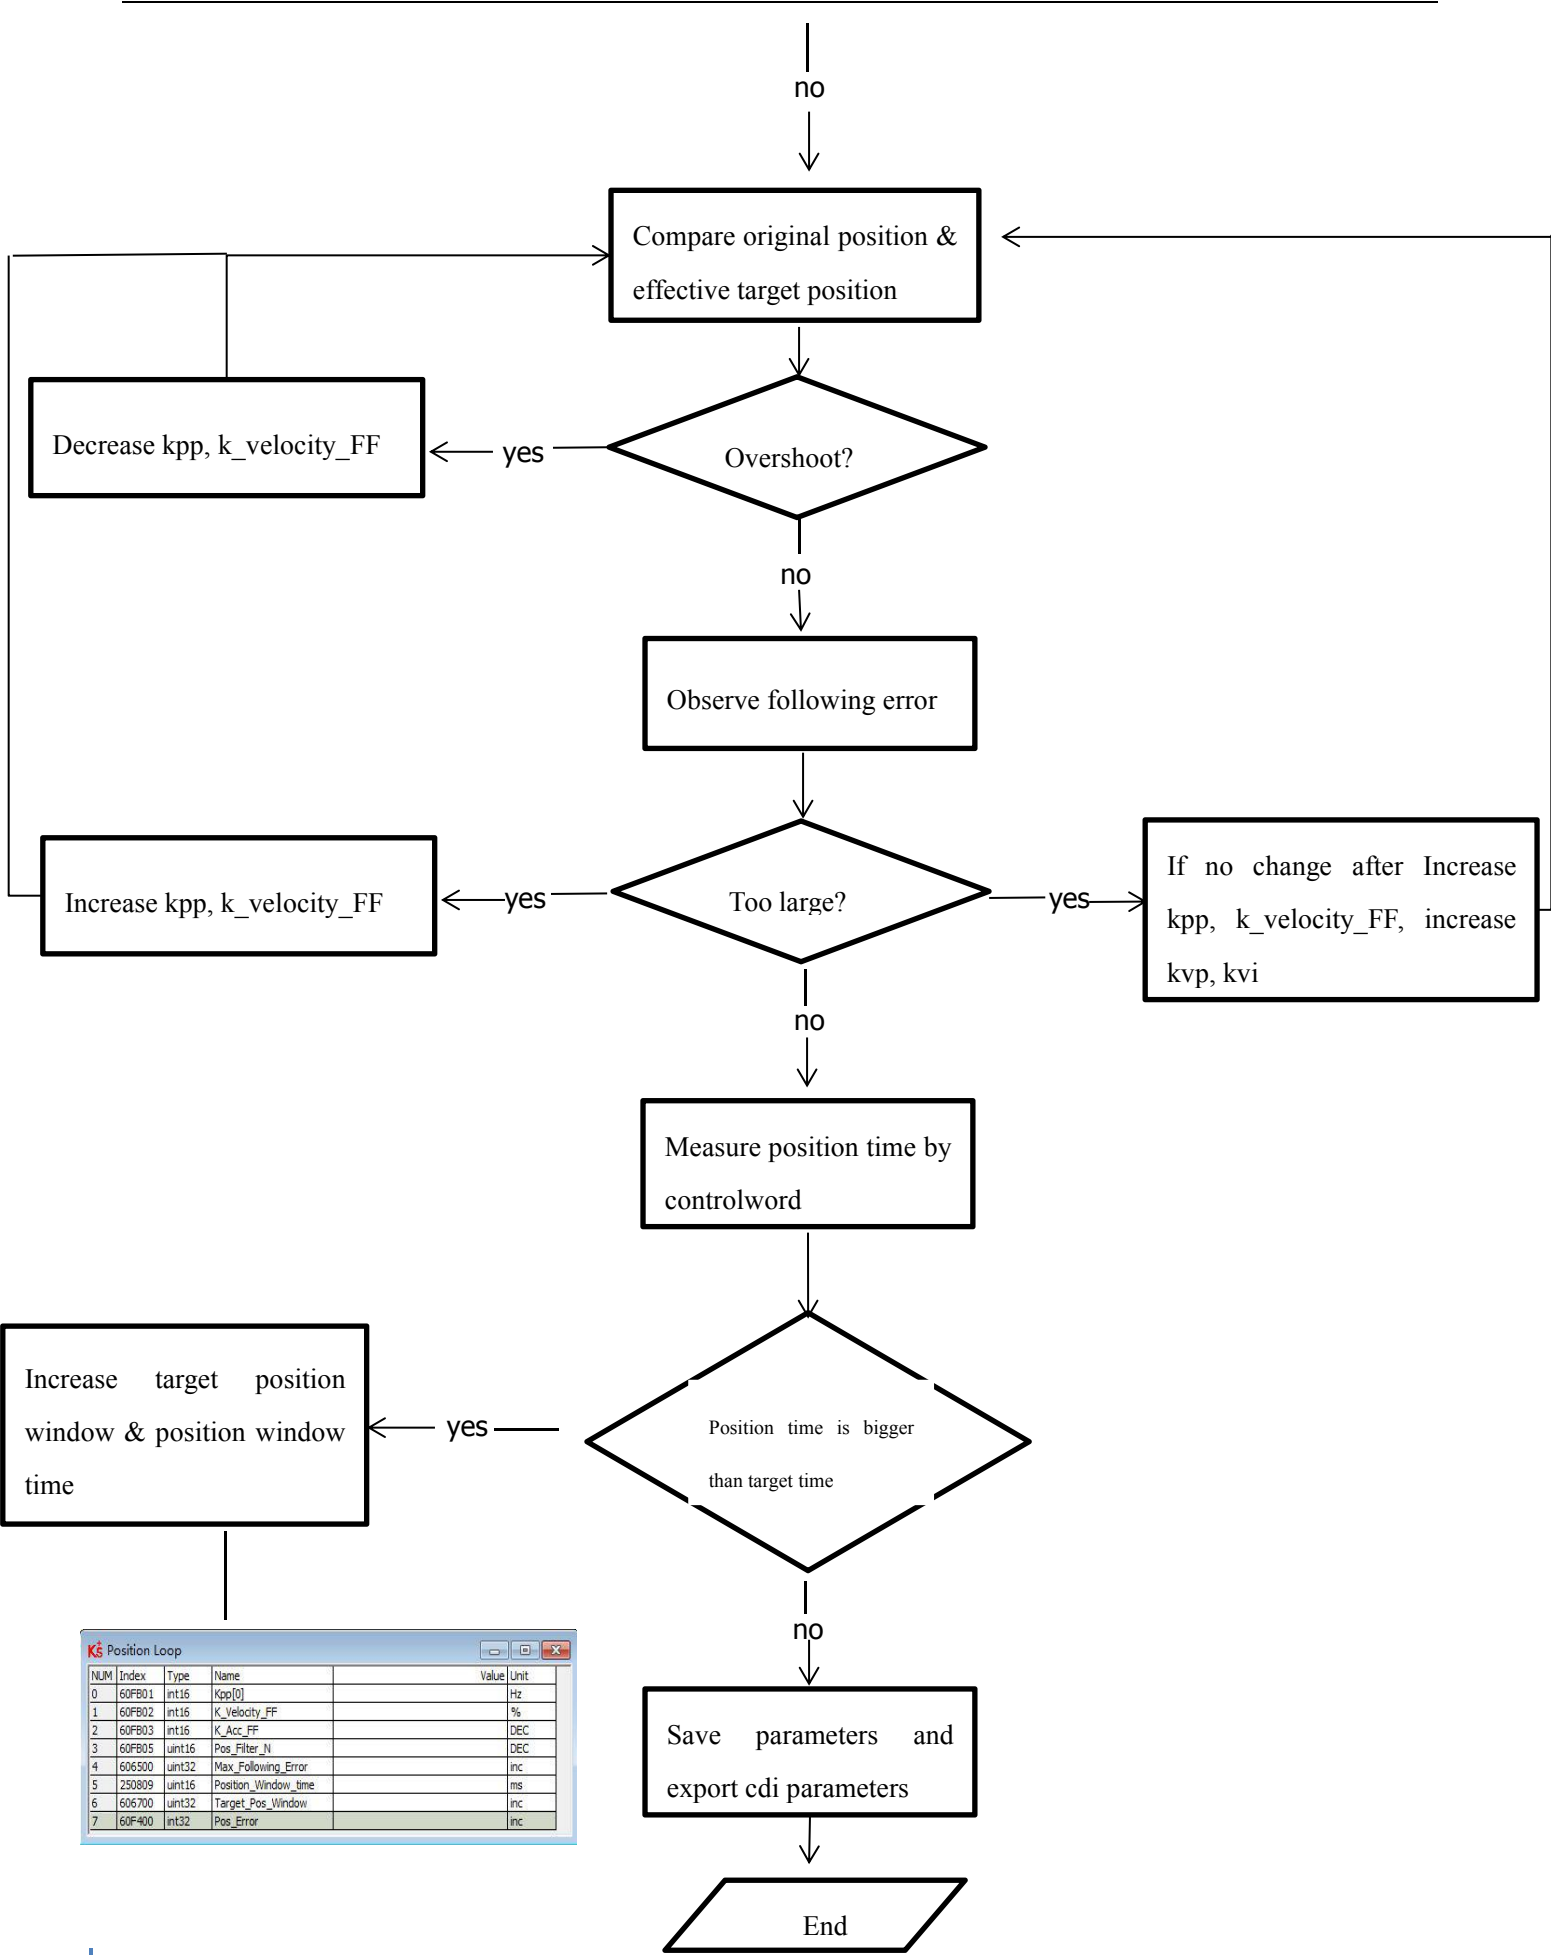 no
Compare original position &
effective target position
Decrease kpp, k_velocity_FF
yes
Overshoot?
no
Observe following error
Increase kpp, k_velocity_FF
yes
Too large?
yes
If no change after Increase
kpp, k_velocity_FF, increase
kvp, kvi
no
Measure position time by
controlword
Increase target position
window & position window
time
yes
Position time is bigger
than target time
no
Position Loop
NUM Index Type Name Value Unit
0 60FB01 int16 Kpp[0] Hz
1 60FB02 int16 K_Velocity_FF %
2 60FB03 int16 K_Acc_FF DEC
3 60FB05 uint16 Pos_Filter_N DEC
4 606500 uint32 Max_Following_Error inc
5 250809 uint16 Position_Window_time ms
6 606700 uint32 Target_Pos_Window inc
7 60F400 int32 Pos_Error inc
Save parameters and
export cdi parameters
End